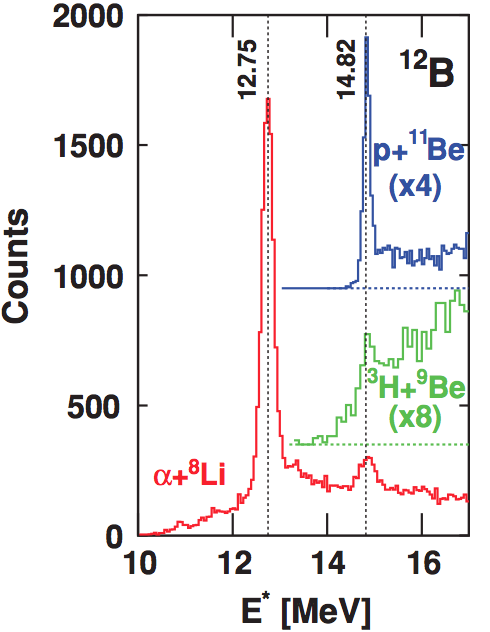 2000
1500
1000
500
0
Counts
12.75
14.82
¹²B
p+¹¹Be
(x4)
³H+⁹Be
(x8)
α+⁸Li
10 12 14 16
E* [MeV]